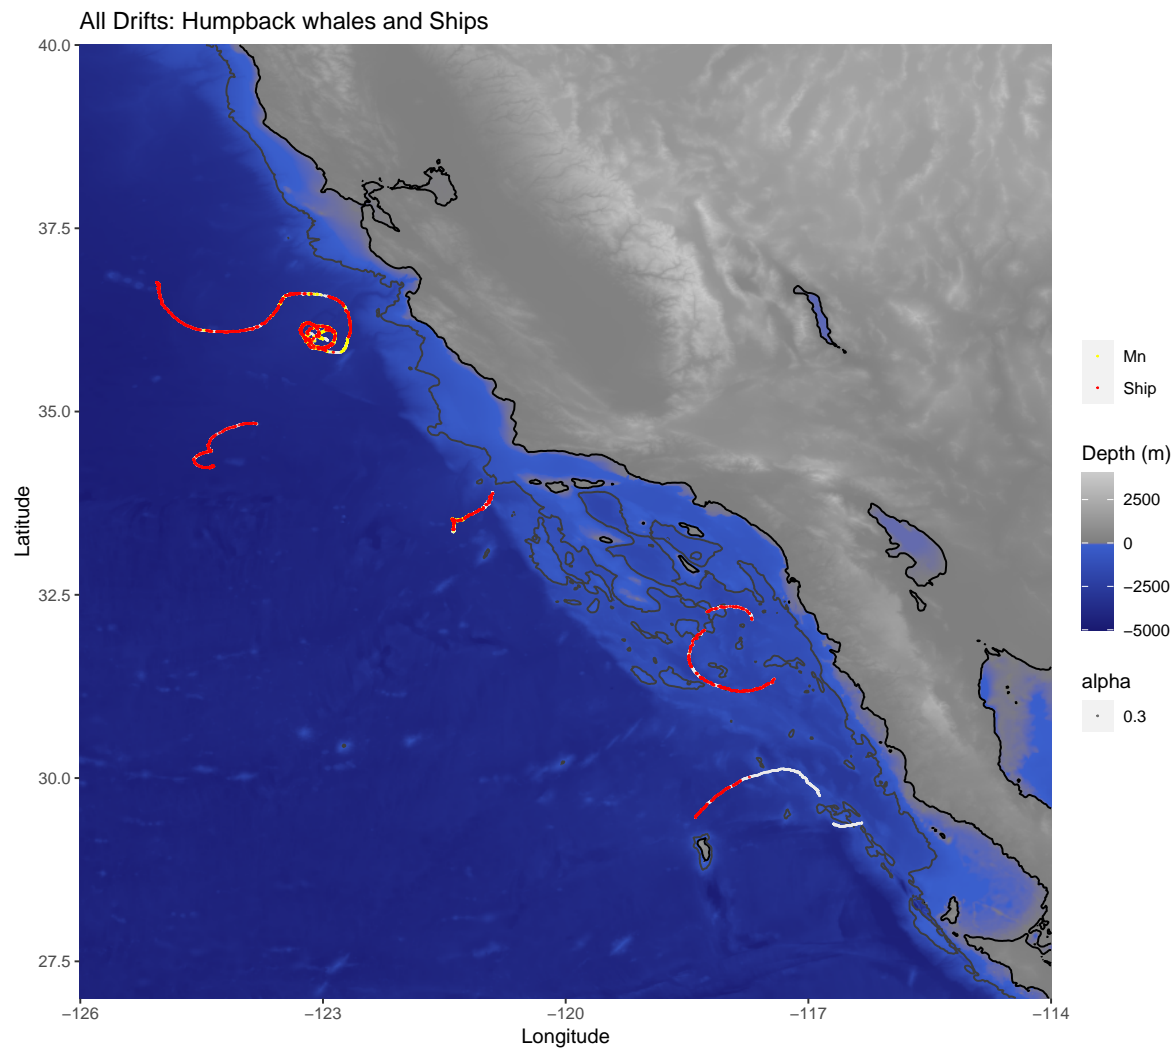 All Drifts: Humpback whales and Ships
40.0
37.5
35.0
32.5
30.0
27.5
Latitude
−126
−123
−120
−117
−114
Longitude
Mn
Ship
Depth (m)
2500
0
−2500
−5000
alpha
0.3